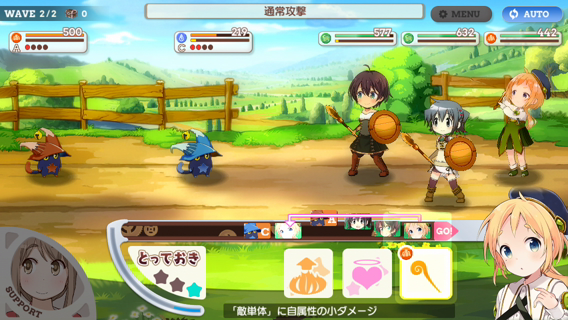 WAVE 2/2 0
通常攻撃
MENU
AUTO
500
A
219
C
577
632
442
C
GO!
とっておき
SUPPORT
「敵単体」に自属性の小ダメージ